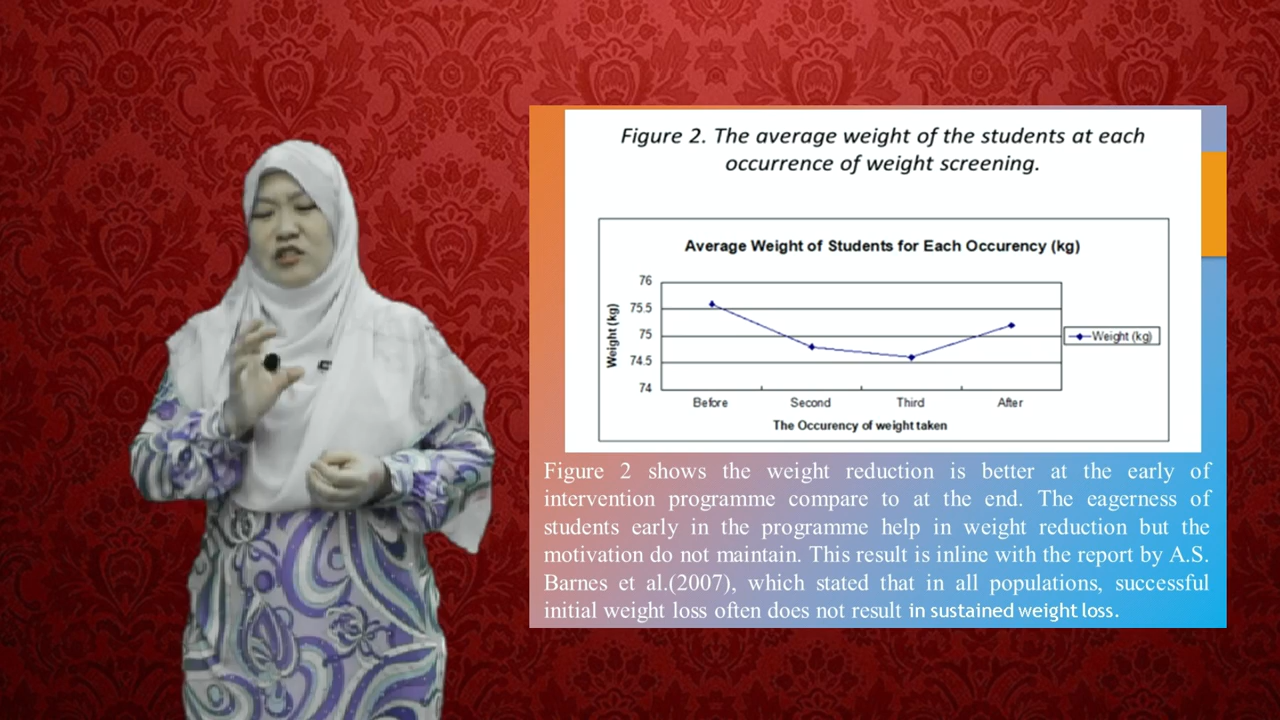 Figure 2. The average weight of the students at each
occurrence of weight screening.
Average Weight of Students for Each Occurency (kg)
76
75.5
75
74.5
74
Weight (kg)
Weight (kg)
Before Second Third After
The Occurency of weight taken
Figure 2 shows the weight reduction is better at the early of
intervention programme compare to at the end. The eagerness of
students early in the programme help in weight reduction but the
motivation do not maintain. This result is inline with the report by A.S.
Barnes et al.(2007), which stated that in all populations, successful
initial weight loss often does not result in sustained weight loss.